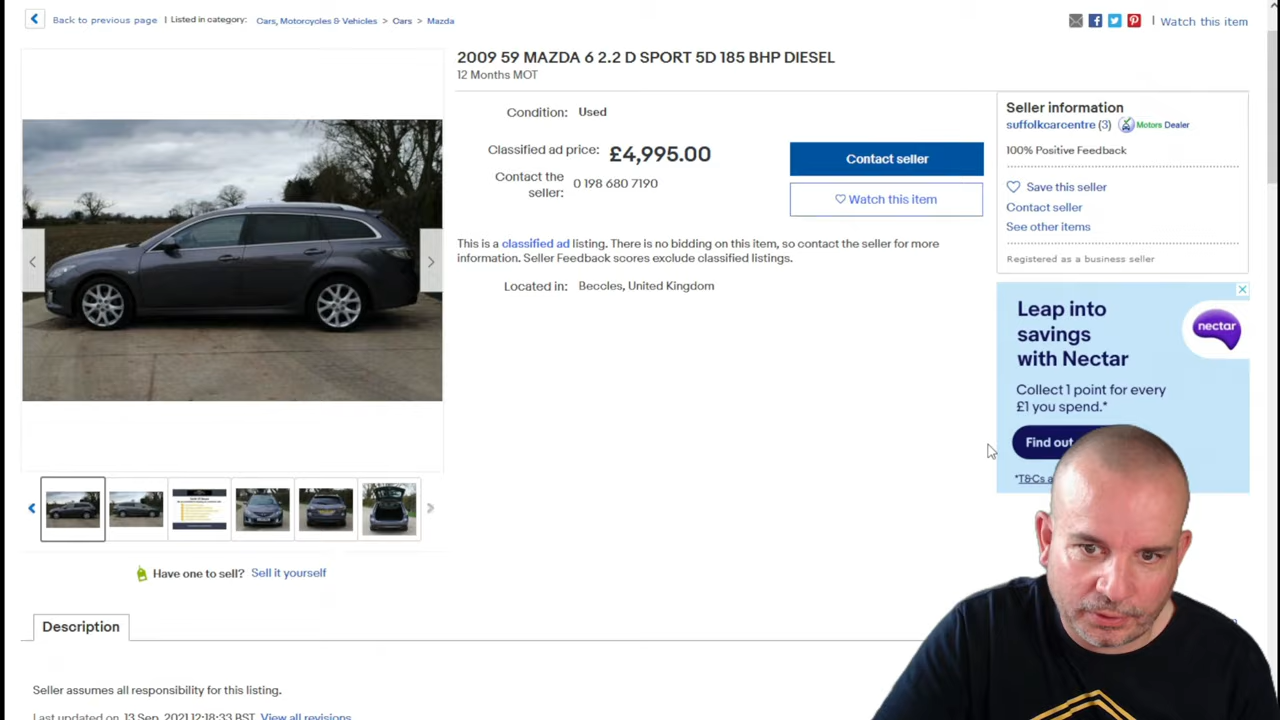 Back to previous page | Listed in category: Cars, Motorcycles & Vehicles > Cars > Mazda
| Watch this item
2009 59 MAZDA 6 2.2 D SPORT 5D 185 BHP DIESEL
12 Months MOT
Condition: Used
Classified ad price: £4,995.00
Contact the seller: 0 198 680 7190
Contact seller
Watch this item
This is a classified ad listing. There is no bidding on this item, so contact the seller for more
information. Seller Feedback scores exclude classified listings.
Located in: Beccles, United Kingdom
Seller information
suffolkcarcentre (3) Motors Dealer
100% Positive Feedback
Save this seller
Contact seller
See other items
Registered as a business seller
Leap into
savings
with Nectar
nectar
Collect 1 point for every
£1 you spend.*
Find out
*T&Cs
Have one to sell? Sell it yourself
Description
Seller assumes all responsibility for this listing.
Last updated on 13 Sep, 2021 12:18:33 BST View all revisions